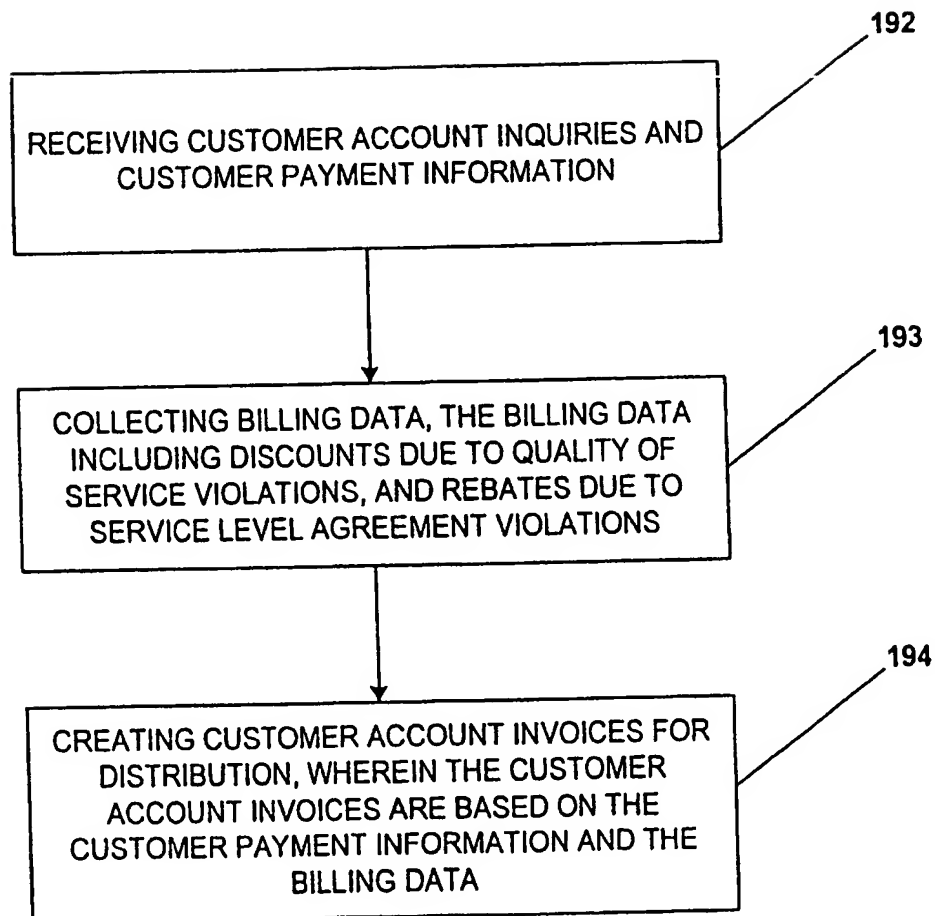 192
RECEIVING CUSTOMER ACCOUNT INQUIRIES AND
CUSTOMER PAYMENT INFORMATION
193
COLLECTING BILLING DATA, THE BILLING DATA
INCLUDING DISCOUNTS DUE TO QUALITY OF
SERVICE VIOLATIONS, AND REBATES DUE TO
SERVICE LEVEL AGREEMENT VIOLATIONS
194
CREATING CUSTOMER ACCOUNT INVOICES FOR
DISTRIBUTION, WHEREIN THE CUSTOMER
ACCOUNT INVOICES ARE BASED ON THE
CUSTOMER PAYMENT INFORMATION AND THE
BILLING DATA